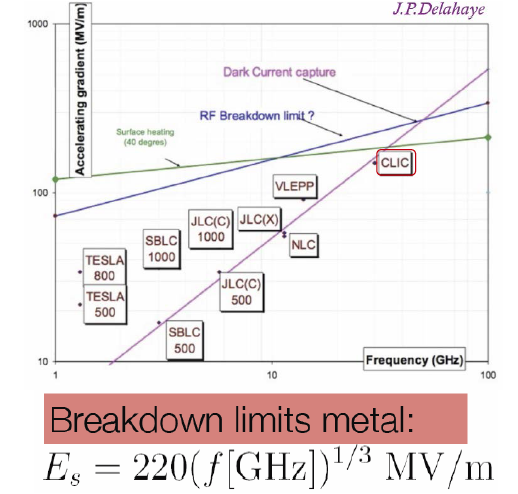 J.P.Delahaye
1000
Accelerating gradient (MV/m)
Dark Current capture
RF Breakdown limit ?
Surface heating
(40 degres)
CLIC
100
VLEPP
JLC(C)
1000
JLC(X)
SBLC
1000
NLC
TESLA
800
JLC(C)
500
TESLA
500
SBLC
500
10
Frequency (GHz)
1
10
100
Breakdown limits metal:
E_s = 220(f[GHz])^{1/3} MV/m